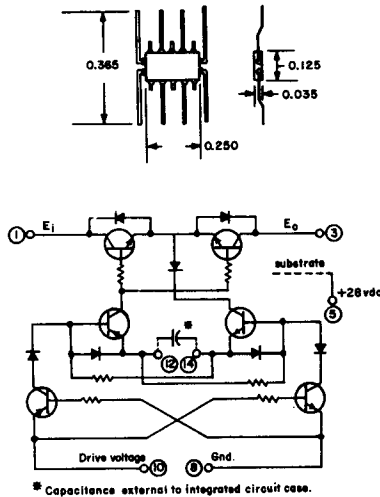 0.365
0.125
0.035
0.250
1 Ei Eo 3
substrate
+28vdc
5
*
12 14
Drive voltage 10 8 Gnd.
* Capacitance external to integrated circuit case.